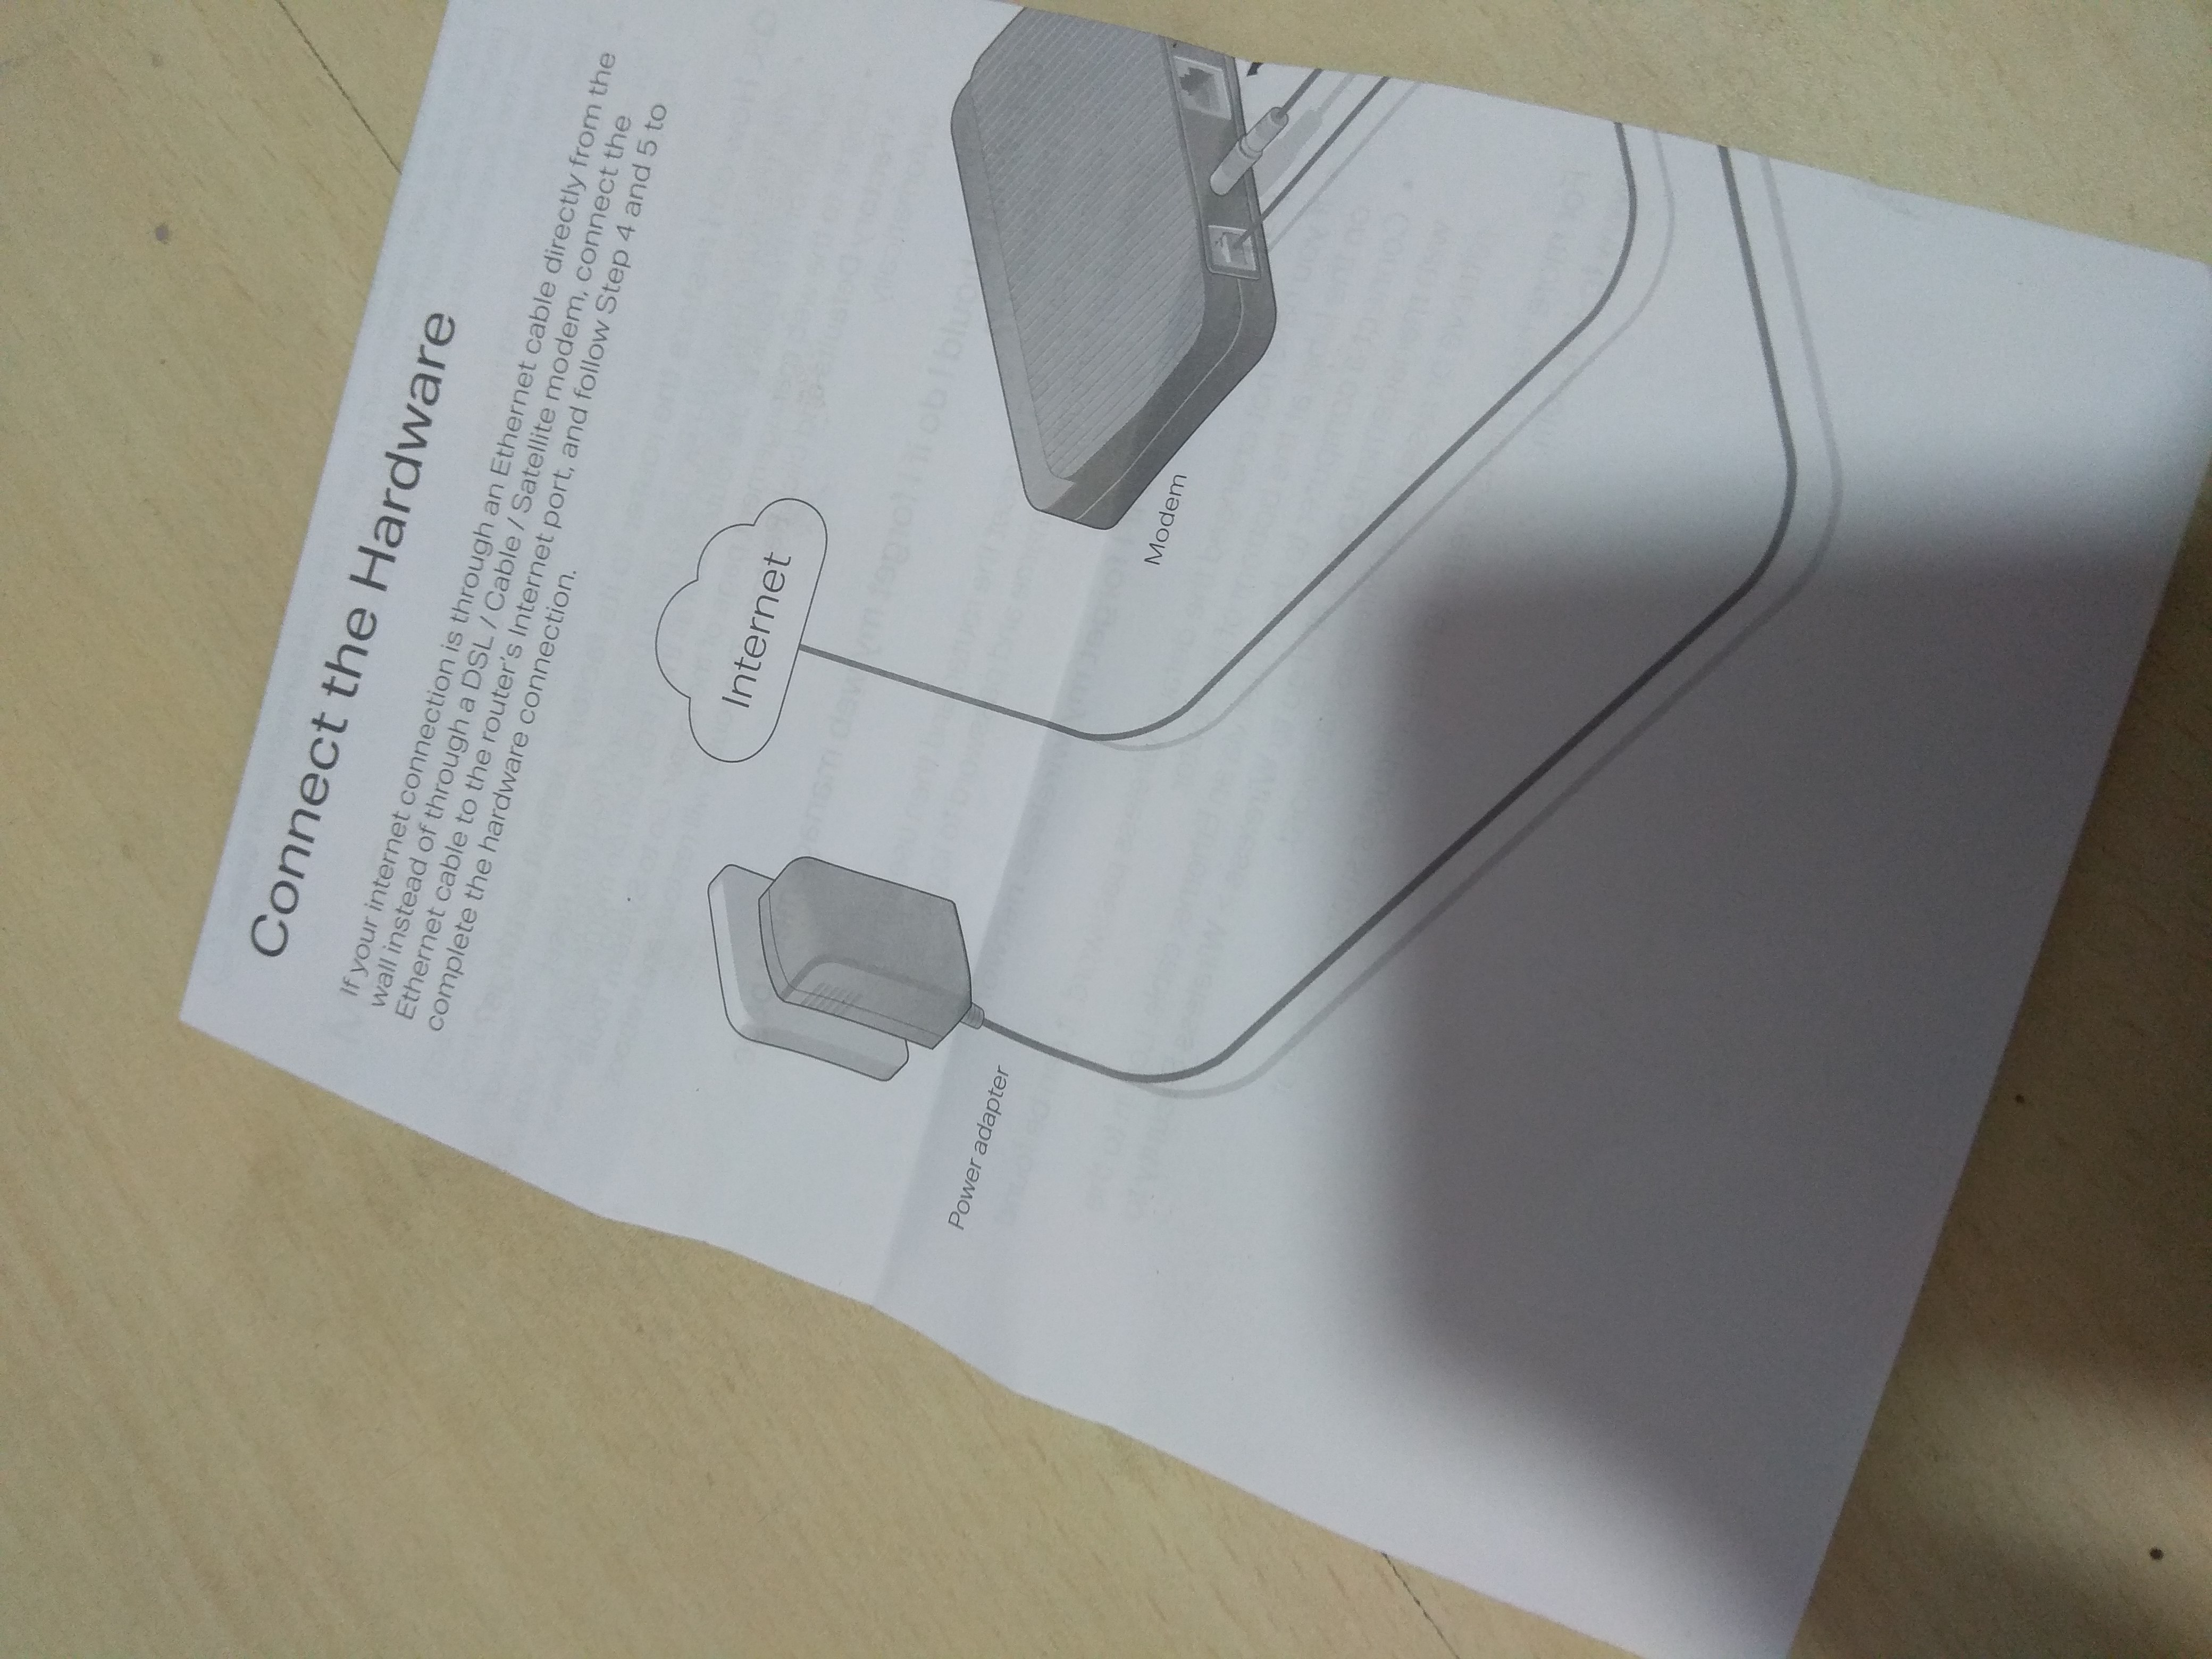 Connect the Hardware
If your internet connection is through an Ethernet cable directly from the
wall instead of through a DSL / Cable / Satellite modem, connect the
Ethernet cable to the router's Internet port, and follow Step 4 and 5 to
complete the hardware connection.
Internet
Modem
Power adapter